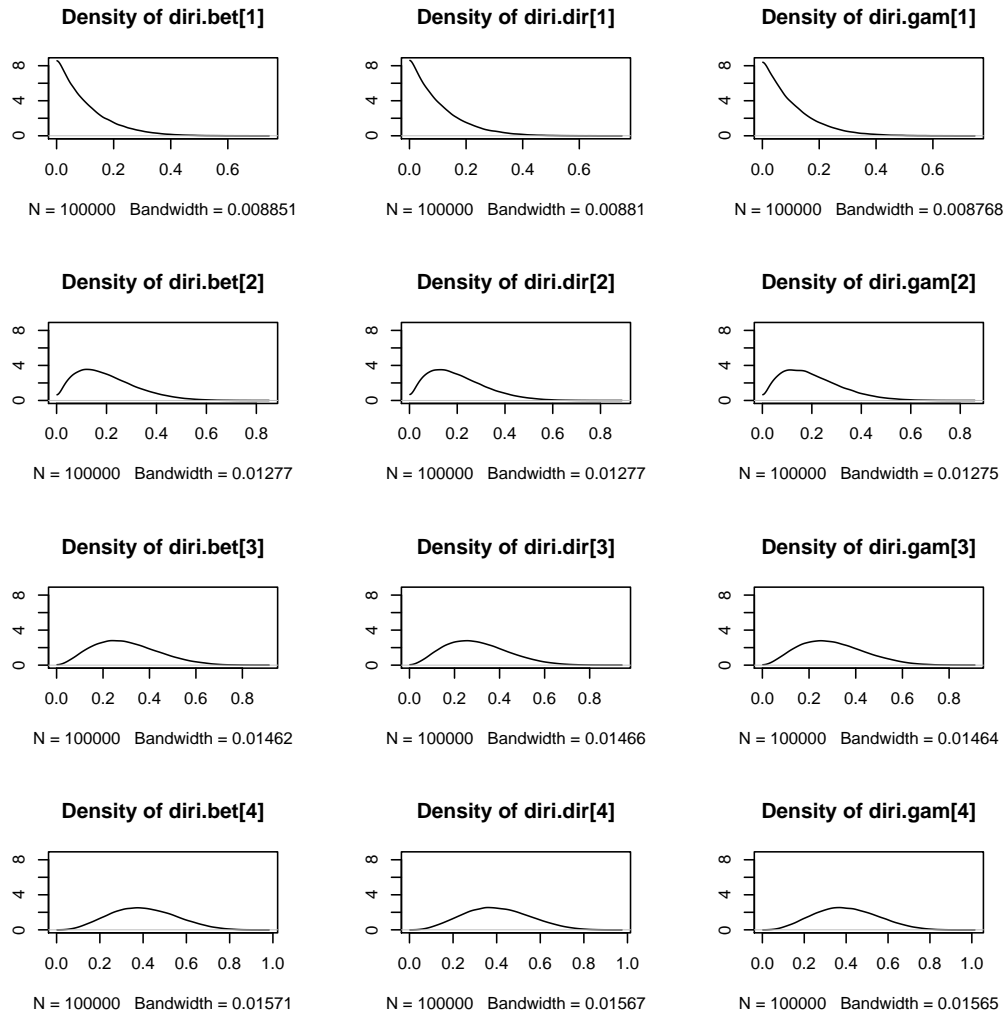 Density of diri.bet[1]
Density of diri.dir[1]
Density of diri.gam[1]
0 4 8
0.0 0.2 0.4 0.6
N = 100000 Bandwidth = 0.008851
0 4 8
0.0 0.2 0.4 0.6
N = 100000 Bandwidth = 0.00881
0 4 8
0.0 0.2 0.4 0.6
N = 100000 Bandwidth = 0.008768
Density of diri.bet[2]
Density of diri.dir[2]
Density of diri.gam[2]
0 4 8
0.0 0.2 0.4 0.6 0.8
N = 100000 Bandwidth = 0.01277
0 4 8
0.0 0.2 0.4 0.6 0.8
N = 100000 Bandwidth = 0.01277
0 4 8
0.0 0.2 0.4 0.6 0.8
N = 100000 Bandwidth = 0.01275
Density of diri.bet[3]
Density of diri.dir[3]
Density of diri.gam[3]
0 4 8
0.0 0.2 0.4 0.6 0.8
N = 100000 Bandwidth = 0.01462
0 4 8
0.0 0.2 0.4 0.6 0.8
N = 100000 Bandwidth = 0.01466
0 4 8
0.0 0.2 0.4 0.6 0.8
N = 100000 Bandwidth = 0.01464
Density of diri.bet[4]
Density of diri.dir[4]
Density of diri.gam[4]
0 4 8
0.0 0.2 0.4 0.6 0.8 1.0
N = 100000 Bandwidth = 0.01571
0 4 8
0.0 0.2 0.4 0.6 0.8 1.0
N = 100000 Bandwidth = 0.01567
0 4 8
0.0 0.2 0.4 0.6 0.8 1.0
N = 100000 Bandwidth = 0.01565